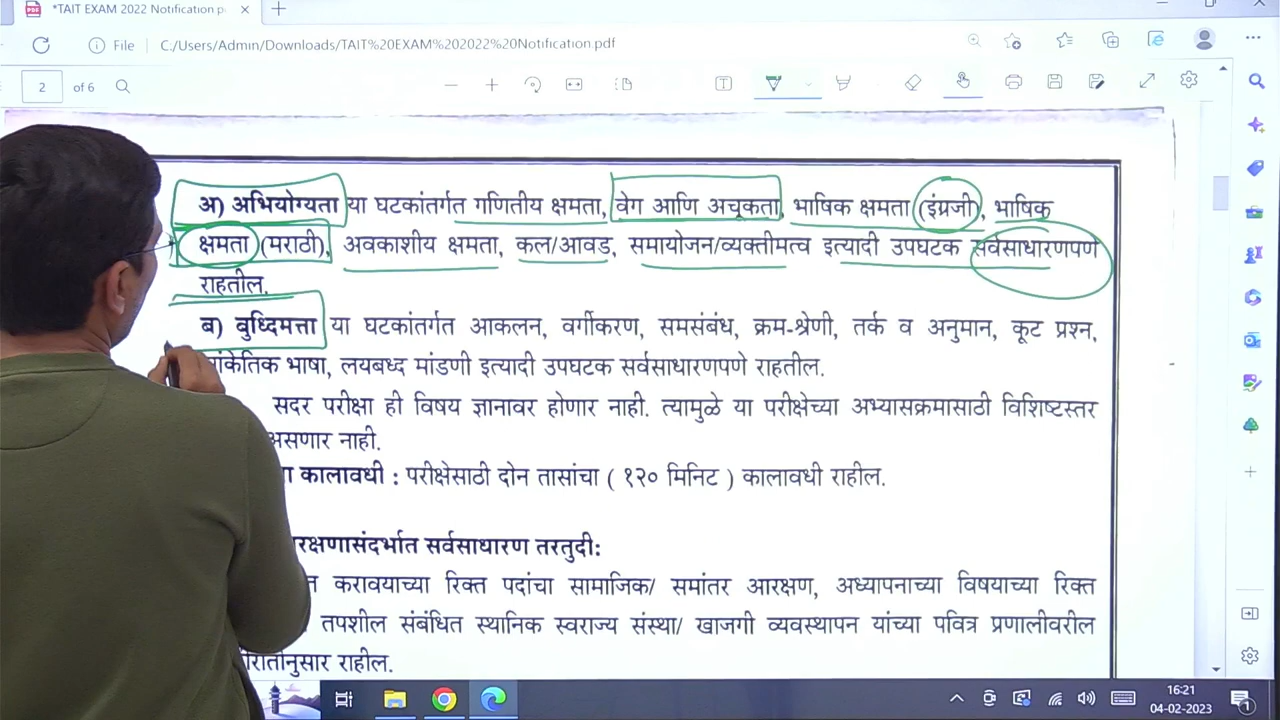 *TAIT EXAM 2022 Notification p
File C:/Users/Admin/Downloads/TAIT%20EXAM%202022%20Notification.pdf
2 of 6
अ) अभियोग्यता या घटकांतर्गत गणितीय क्षमता, वेग आणि अचूकता, भाषिक क्षमता (इंग्रजी), भाषिक
क्षमता (मराठी), अवकाशीय क्षमता, कल/आवड, समायोजन/व्यक्तीमत्व इत्यादी उपघटक सर्वसाधारणपणे
राहतील.
ब) बुध्दिमत्ता या घटकांतर्गत आकलन, वर्गीकरण, समसंबंध, क्रम-श्रेणी, तर्क व अनुमान, कूट प्रश्न,
भाषा, लयबध्द मांडणी इत्यादी उपघटक सर्वसाधारणपणे राहतील.
सदर परीक्षा ही विषय ज्ञानावर होणार नाही. त्यामुळे या परीक्षेच्या अभ्यासक्रमासाठी विशिष्टस्तर
असणार नाही.
कालावधी : परीक्षेसाठी दोन तासांचा ( १२० मिनिट ) कालावधी राहील.
सर्वसाधारण तरतुदी:
करावयाच्या रिक्त पदांचा सामाजिक/ समांतर आरक्षण, अध्यापनाच्या विषयाच्या रिक्त
तपशील संबंधित स्थानिक स्वराज्य संस्था/ खाजगी व्यवस्थापन यांच्या पवित्र प्रणालीवरील
राहील.
16:21
04-02-2023
1